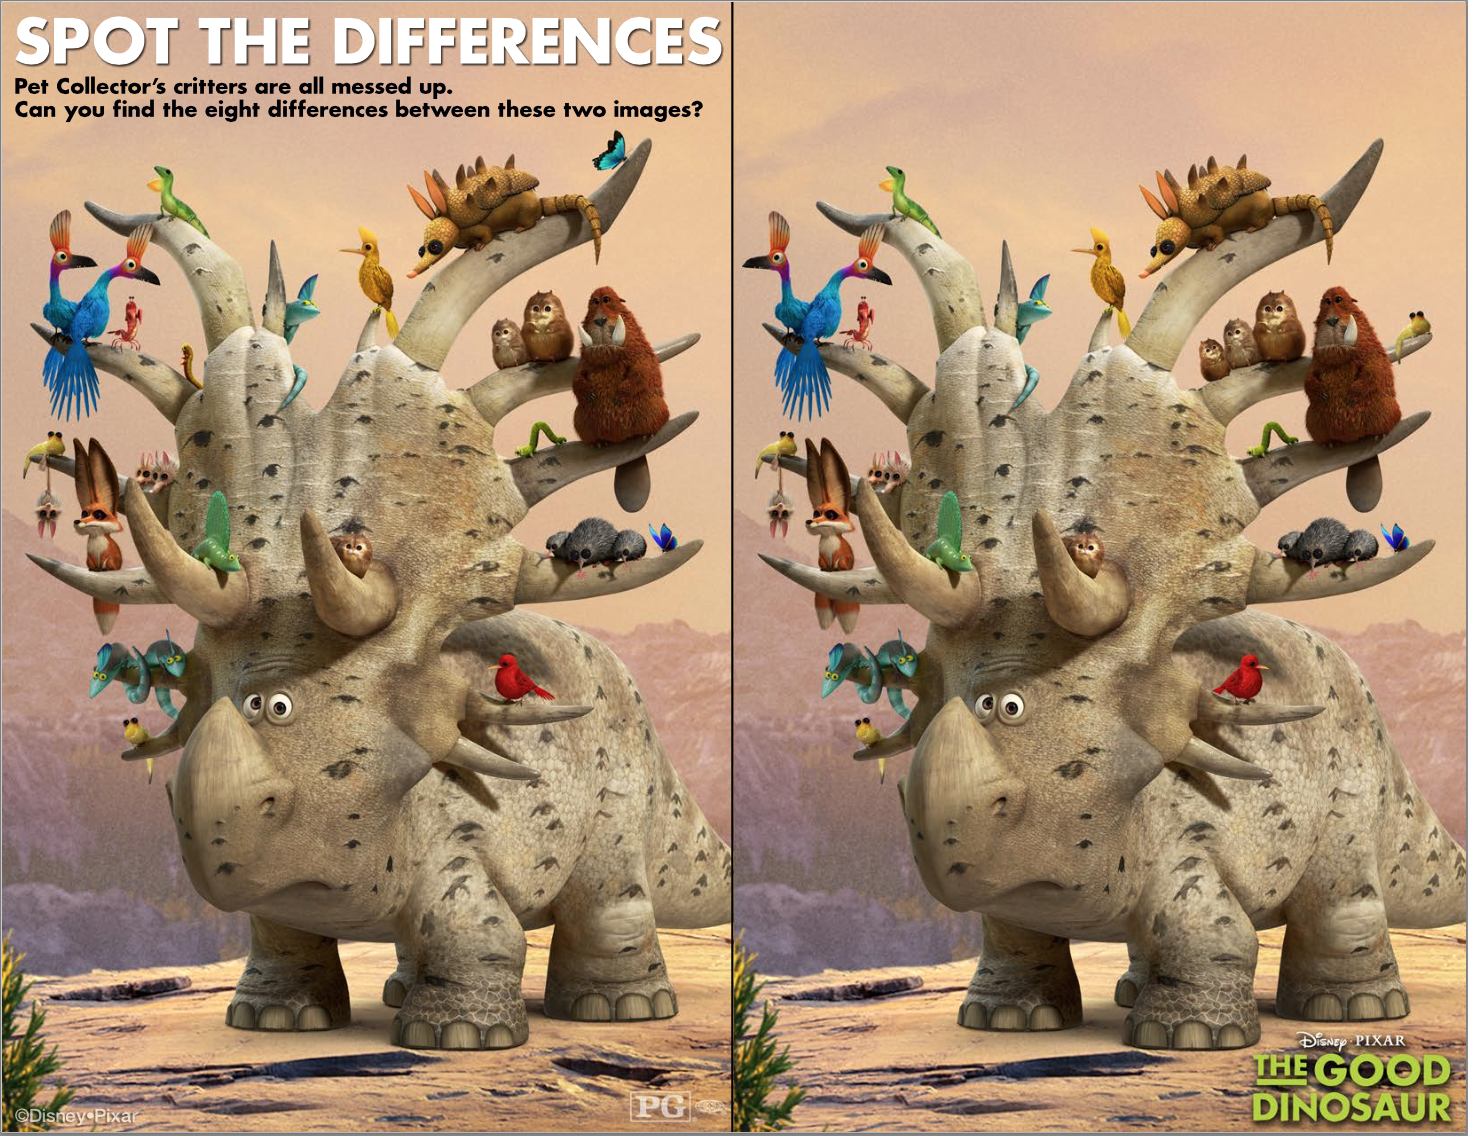 SPOT THE DIFFERENCES
Pet Collector's critters are all messed up.
Can you find the eight differences between these two images?
©Disney•Pixar
PG
Disney • PIXAR
THE GOOD
DINOSAUR